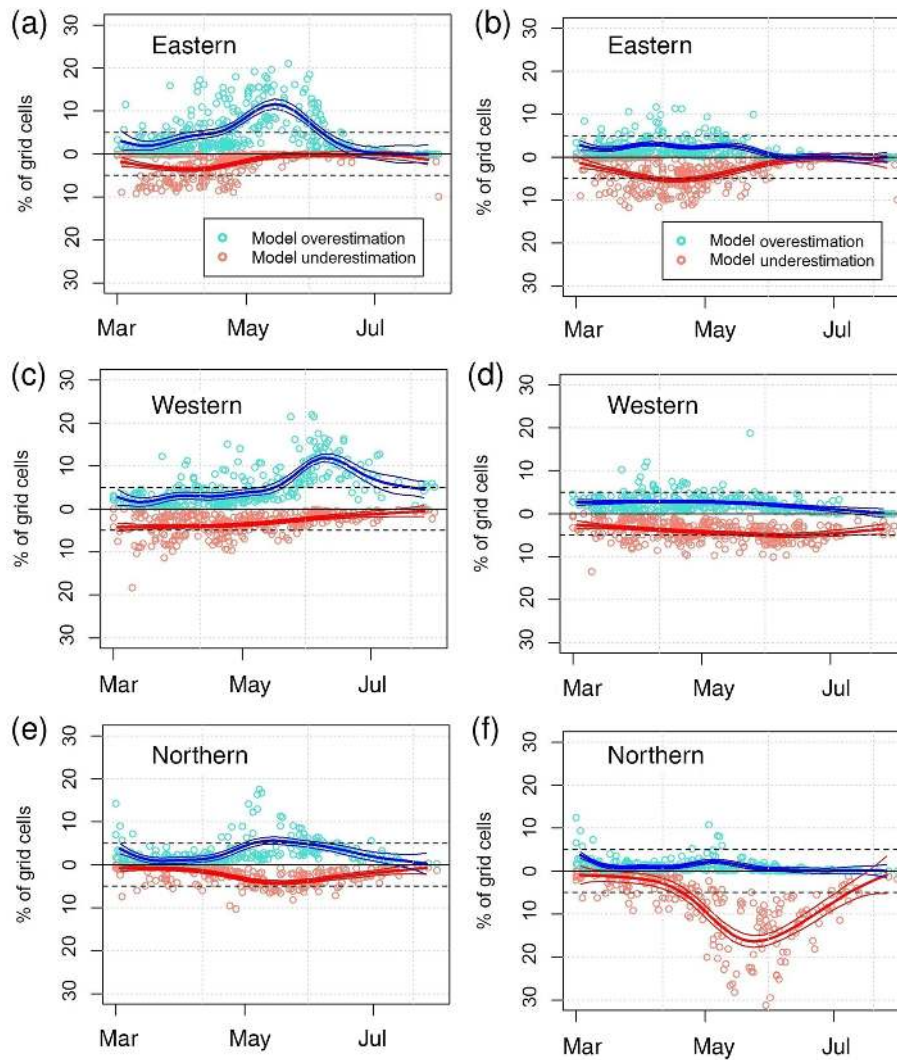 (a)
Eastern
30
20
10
0
10
20
30
% of grid cells
Model overestimation
Model underestimation
Mar
May
Jul
(b)
Eastern
30
20
10
0
10
20
30
% of grid cells
Model overestimation
Model underestimation
Mar
May
Jul
(c)
Western
30
20
10
0
10
20
30
% of grid cells
Mar
May
Jul
(d)
Western
30
20
10
0
10
20
30
% of grid cells
Mar
May
Jul
(e)
Northern
30
20
10
0
10
20
30
% of grid cells
Mar
May
Jul
(f)
Northern
30
20
10
0
10
20
30
% of grid cells
Mar
May
Jul